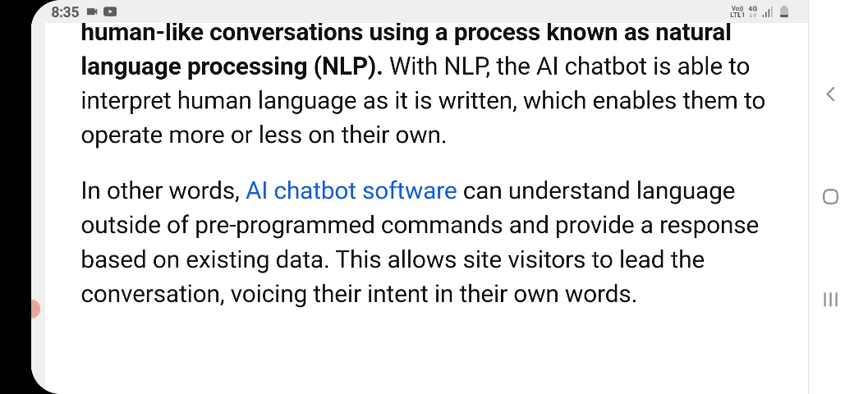 8:35
Vo) 4G
LTE1
human-like conversations using a process known as natural
language processing (NLP). With NLP, the AI chatbot is able to
interpret human language as it is written, which enables them to
operate more or less on their own.
In other words, AI chatbot software can understand language
outside of pre-programmed commands and provide a response
based on existing data. This allows site visitors to lead the
conversation, voicing their intent in their own words.